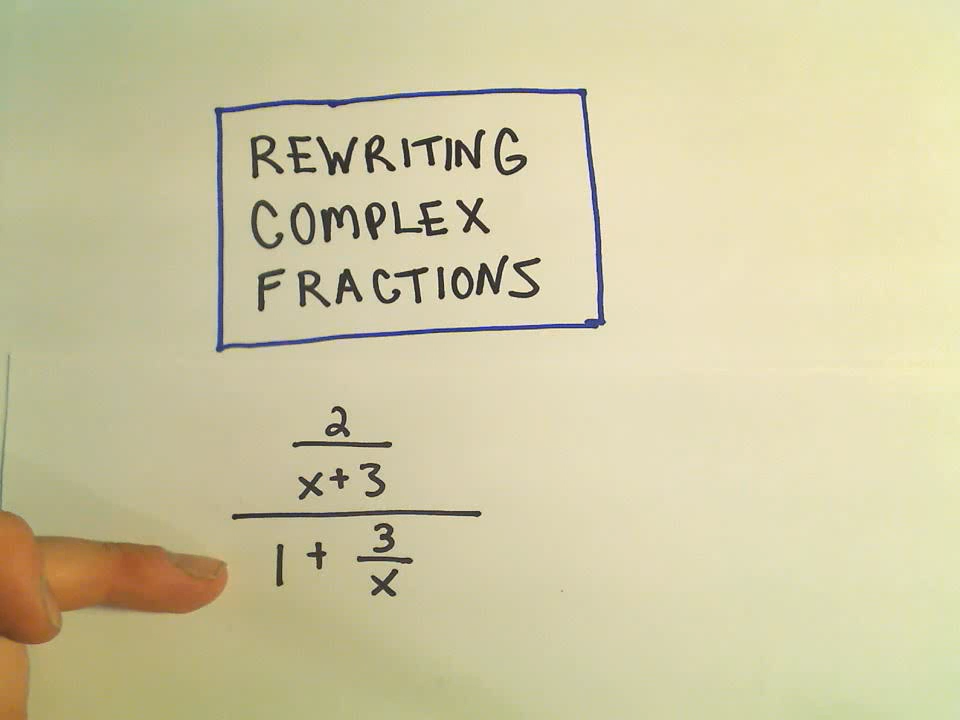 REWRITING
COMPLEX
FRACTIONS
2
x+3
1 + 3
x